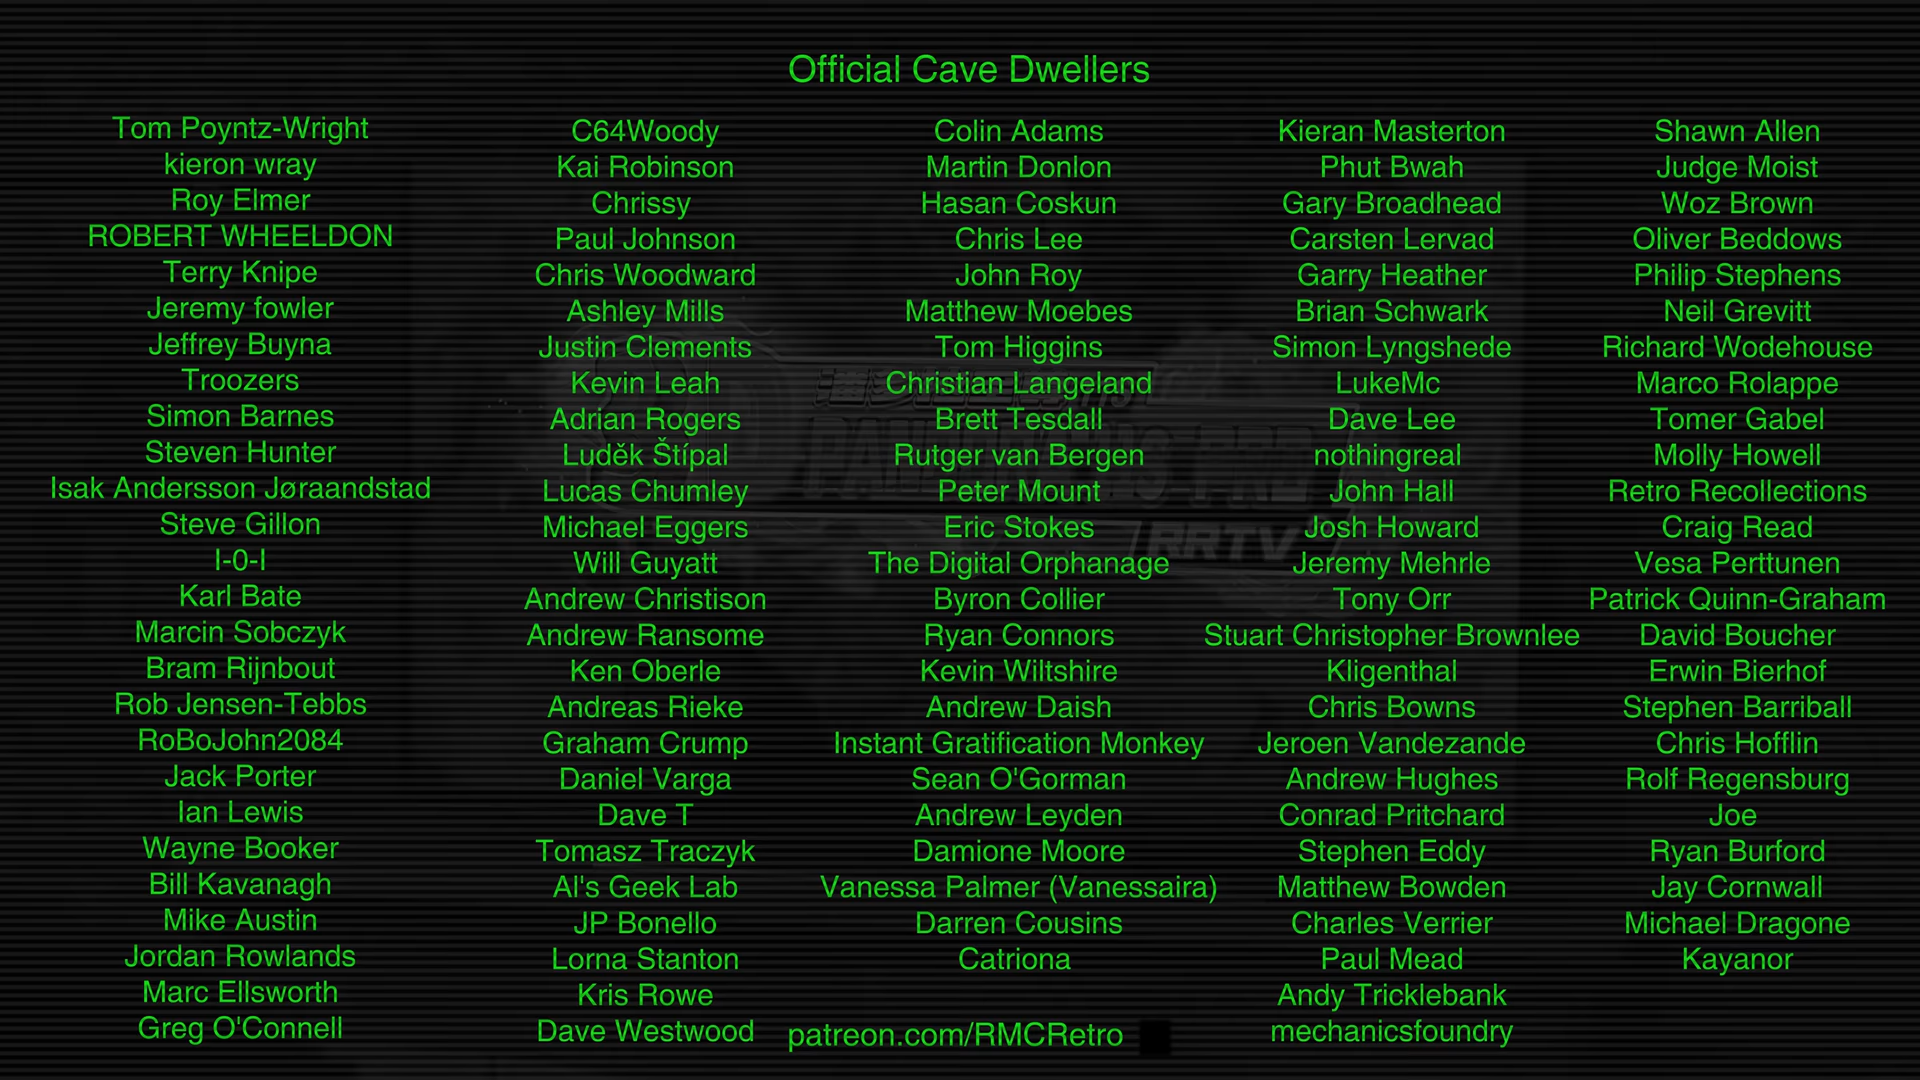 Official Cave Dwellers
Tom Poyntz-Wright
kieron wray
Roy Elmer
ROBERT WHEELDON
Terry Knipe
Jeremy fowler
Jeffrey Buyna
Troozers
Simon Barnes
Steven Hunter
Isak Andersson Jøraandstad
Steve Gillon
I-0-I
Karl Bate
Marcin Sobczyk
Bram Rijnbout
Rob Jensen-Tebbs
RoBoJohn2084
Jack Porter
Ian Lewis
Wayne Booker
Bill Kavanagh
Mike Austin
Jordan Rowlands
Marc Ellsworth
Greg O'Connell
C64Woody
Kai Robinson
Chrissy
Paul Johnson
Chris Woodward
Ashley Mills
Justin Clements
Kevin Leah
Adrian Rogers
Luděk Štípal
Lucas Chumley
Michael Eggers
Will Guyatt
Andrew Christison
Andrew Ransome
Ken Oberle
Andreas Rieke
Graham Crump
Daniel Varga
Dave T
Tomasz Traczyk
Al's Geek Lab
JP Bonello
Lorna Stanton
Kris Rowe
Dave Westwood
Colin Adams
Martin Donlon
Hasan Coskun
Chris Lee
John Roy
Matthew Moebes
Tom Higgins
Christian Langeland
Brett Tesdall
Rutger van Bergen
Peter Mount
Eric Stokes
The Digital Orphanage
Byron Collier
Ryan Connors
Kevin Wiltshire
Andrew Daish
Instant Gratification Monkey
Sean O'Gorman
Andrew Leyden
Damione Moore
Vanessa Palmer (Vanessaira)
Darren Cousins
Catriona
Kieran Masterton
Phut Bwah
Gary Broadhead
Carsten Lervad
Garry Heather
Brian Schwark
Simon Lyngshede
LukeMc
Dave Lee
nothingreal
John Hall
Josh Howard
Jeremy Mehrle
Tony Orr
Stuart Christopher Brownlee
Kligenthal
Chris Bowns
Jeroen Vandezande
Andrew Hughes
Conrad Pritchard
Stephen Eddy
Matthew Bowden
Charles Verrier
Paul Mead
Andy Tricklebank
mechanicsfoundry
Shawn Allen
Judge Moist
Woz Brown
Oliver Beddows
Philip Stephens
Neil Grevitt
Richard Wodehouse
Marco Rolappe
Tomer Gabel
Molly Howell
Retro Recollections
Craig Read
Vesa Perttunen
Patrick Quinn-Graham
David Boucher
Erwin Bierhof
Stephen Barriball
Chris Hofflin
Rolf Regensburg
Joe
Ryan Burford
Jay Cornwall
Michael Dragone
Kayanor
patreon.com/RMCRetro
RRTV